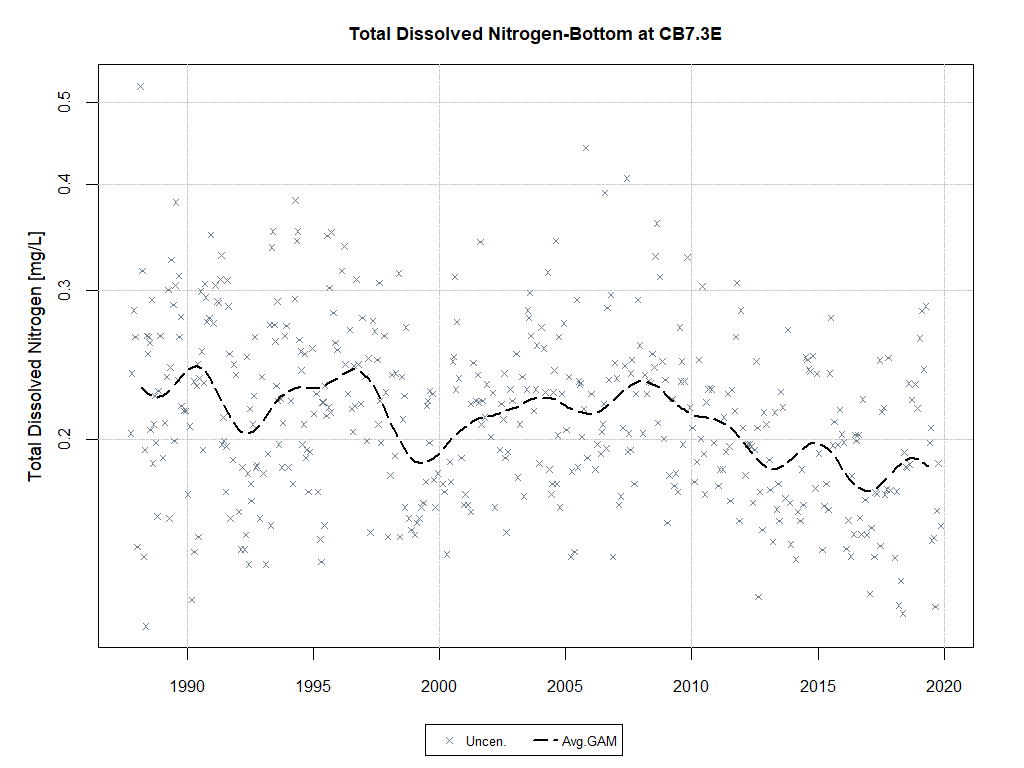 Total Dissolved Nitrogen-Bottom at CB7.3E
Total Dissolved Nitrogen [mg/L]
0.5
0.4
0.3
0.2
1990 1995 2000 2005 2010 2015 2020
Uncen. Avg.GAM